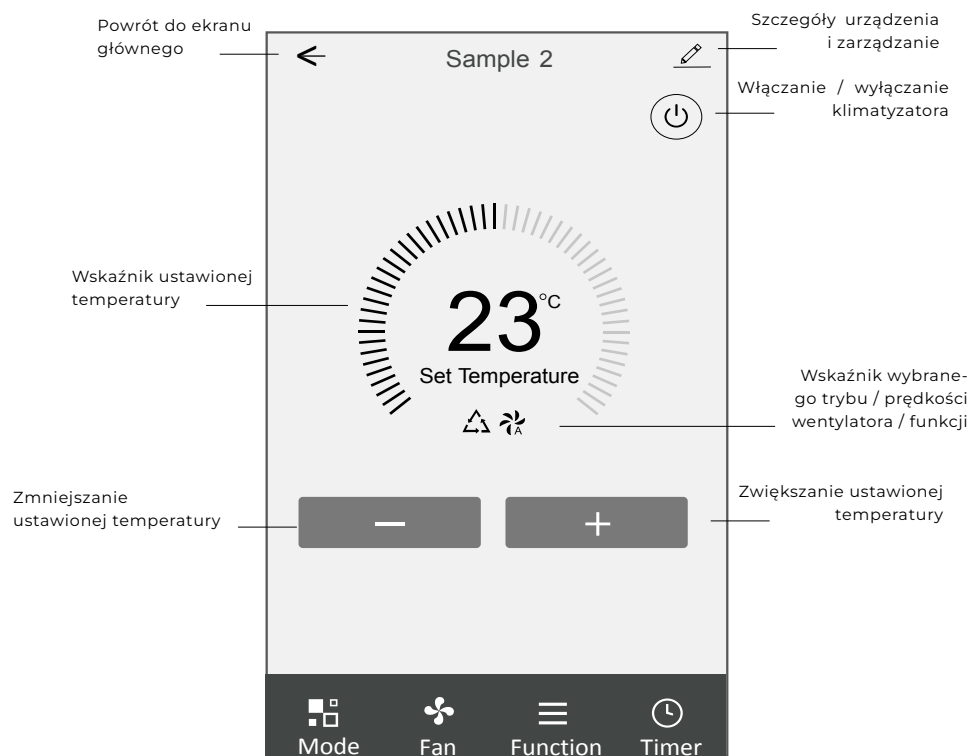 Powrót do ekranu
głównego
Sample 2
Szczegóły urządzenia
i zarządzanie
Włączanie / wyłączanie
klimatyzatora
Wskaźnik ustawionej
temperatury
23°C
Set Temperature
A
Wskaźnik wybrane-
go trybu / prędkości
wentylatora / funkcji
Zmniejszanie
ustawionej temperatury
Zwiększanie ustawionej
temperatury
Mode Fan Function Timer